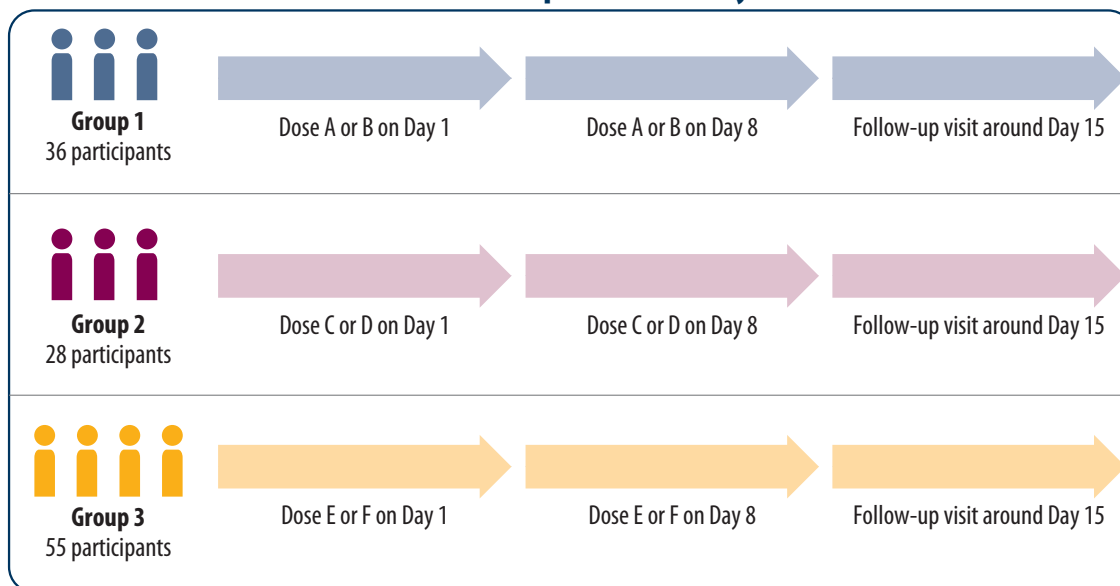 Group 1
36 participants
Dose A or B on Day 1
Dose A or B on Day 8
Follow-up visit around Day 15
Group 2
28 participants
Dose C or D on Day 1
Dose C or D on Day 8
Follow-up visit around Day 15
Group 3
55 participants
Dose E or F on Day 1
Dose E or F on Day 8
Follow-up visit around Day 15